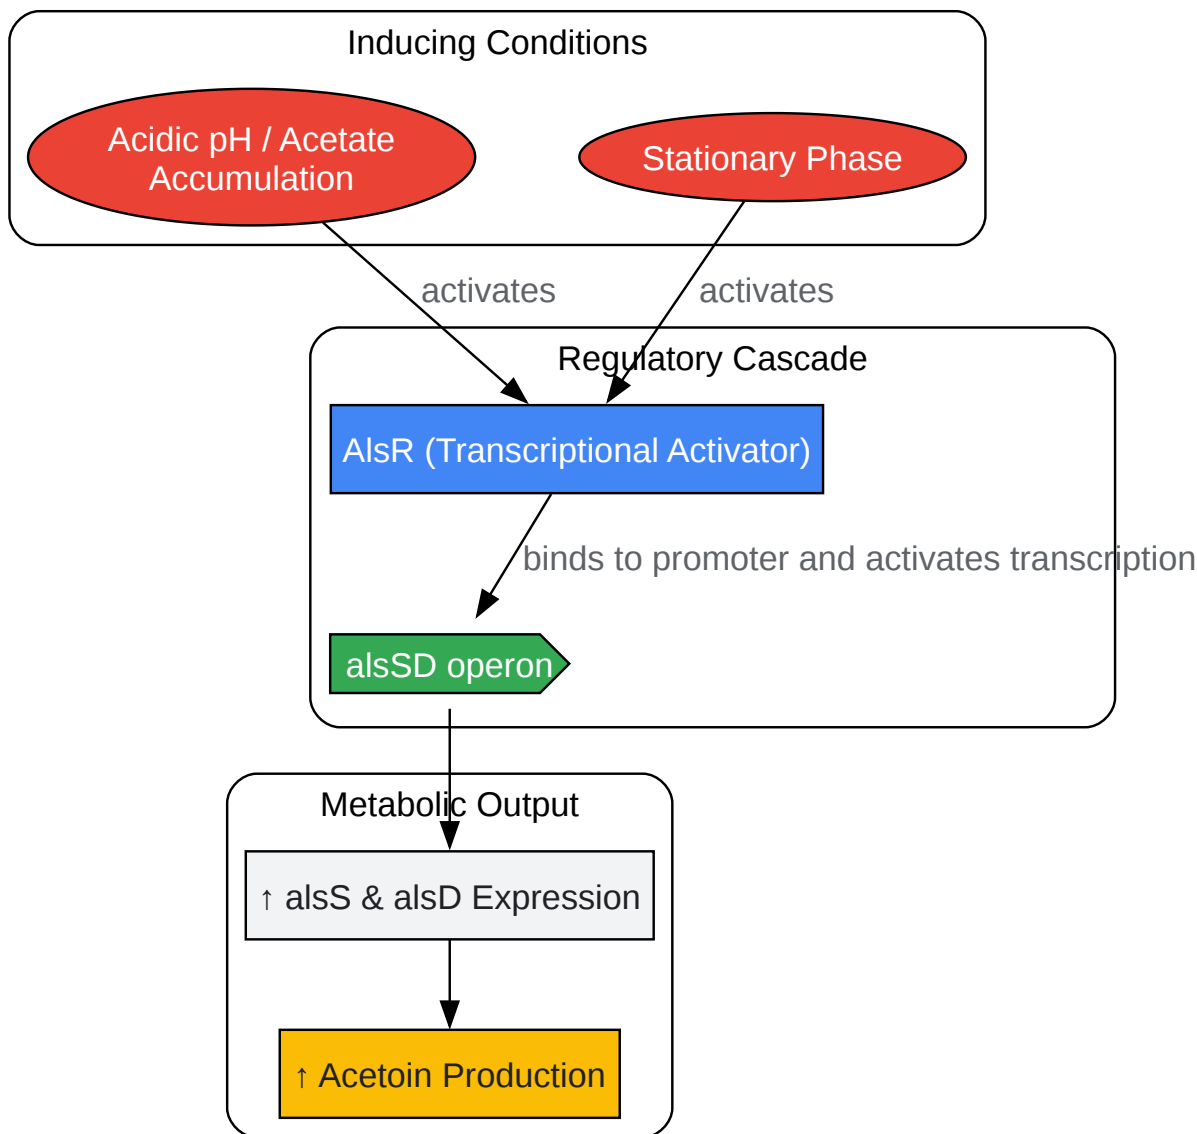 Inducing Conditions
Acidic pH / Acetate
Accumulation
Stationary Phase
activates
activates
Regulatory Cascade
AlsR (Transcriptional Activator)
binds to promoter and activates transcription
alsSD operon
Metabolic Output
↑ alsS & alsD Expression
↑ Acetoin Production